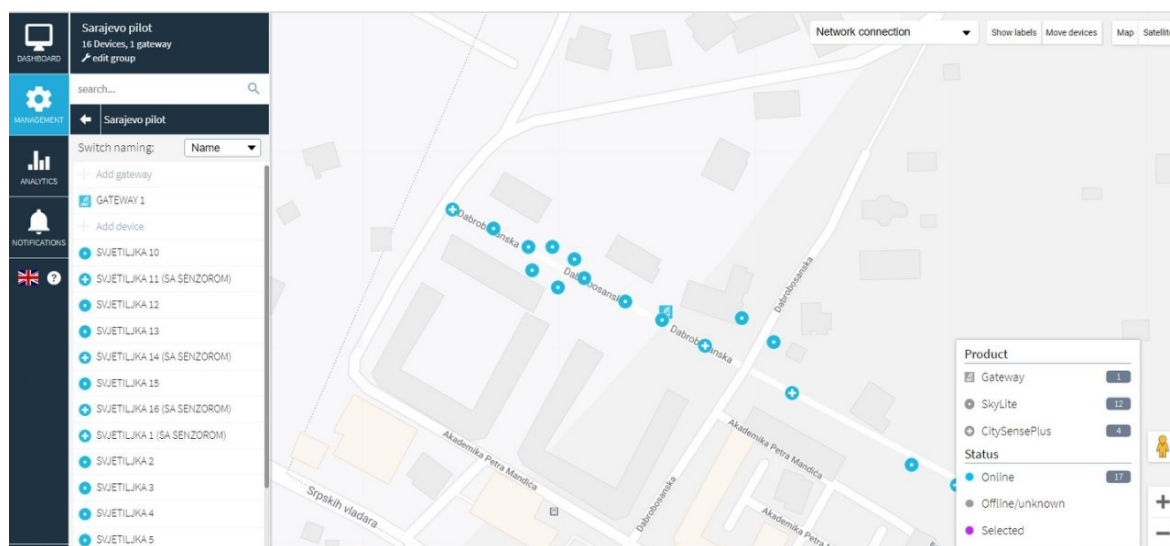 DASHBOARD
MANAGEMENT
ANALYTICS
NOTIFICATIONS
?
Sarajevo pilot
16 Devices, 1 gateway
edit group
search...
Sarajevo pilot
Switch naming: Name
Add gateway
GATEWAY 1
Add device
SVJETILJKA 10
SVJETILJKA 11 (SA SENZOROM)
SVJETILJKA 12
SVJETILJKA 13
SVJETILJKA 14 (SA SENZOROM)
SVJETILJKA 15
SVJETILJKA 16 (SA SENZOROM)
SVJETILJKA 1 (SA SENZOROM)
SVJETILJKA 2
SVJETILJKA 3
SVJETILJKA 4
SVJETILJKA 5
Network connection
Show labels Move devices Map Satellite
Dabrobosanska
Dabrobosanska
Dabrobosanska
Dabrobosanska
Akademika Petra Mandića
Akademika Petra Mandića
Srpskih vladara
Dabrobosanska
Akademika Petra
Product
Gateway 1
SkyLite 12
CitySensePlus 4
Status
Online 17
Offline/unknown
Selected